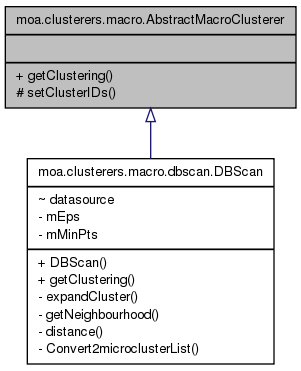 moa.clusterers.macro.AbstractMacroClusterer
+ getClustering()
# setClusterIDs()
moa.clusterers.macro.dbscan.DBScan
~ datasource
- mEps
- mMinPts
+ DBScan()
+ getClustering()
- expandCluster()
- getNeighbourhood()
- distance()
- Convert2microclusterList()